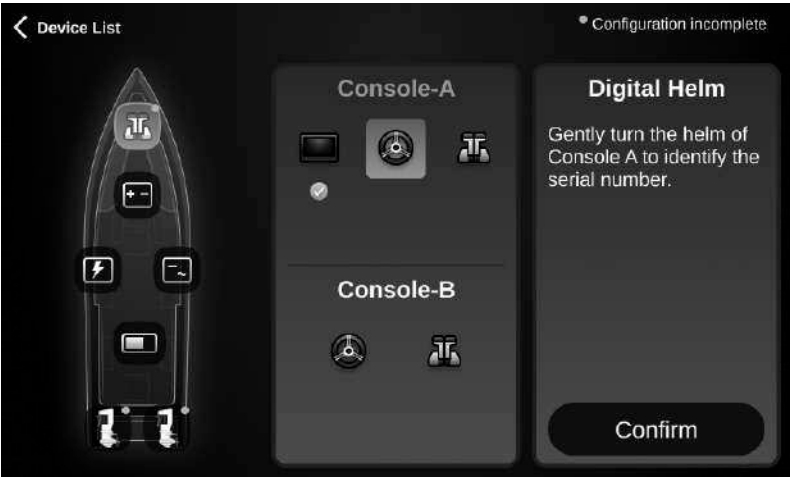 Device List
Configuration incomplete
Console-A
Console-B
Digital Helm
Gently turn the helm of
Console A to identify the
serial number.
Confirm